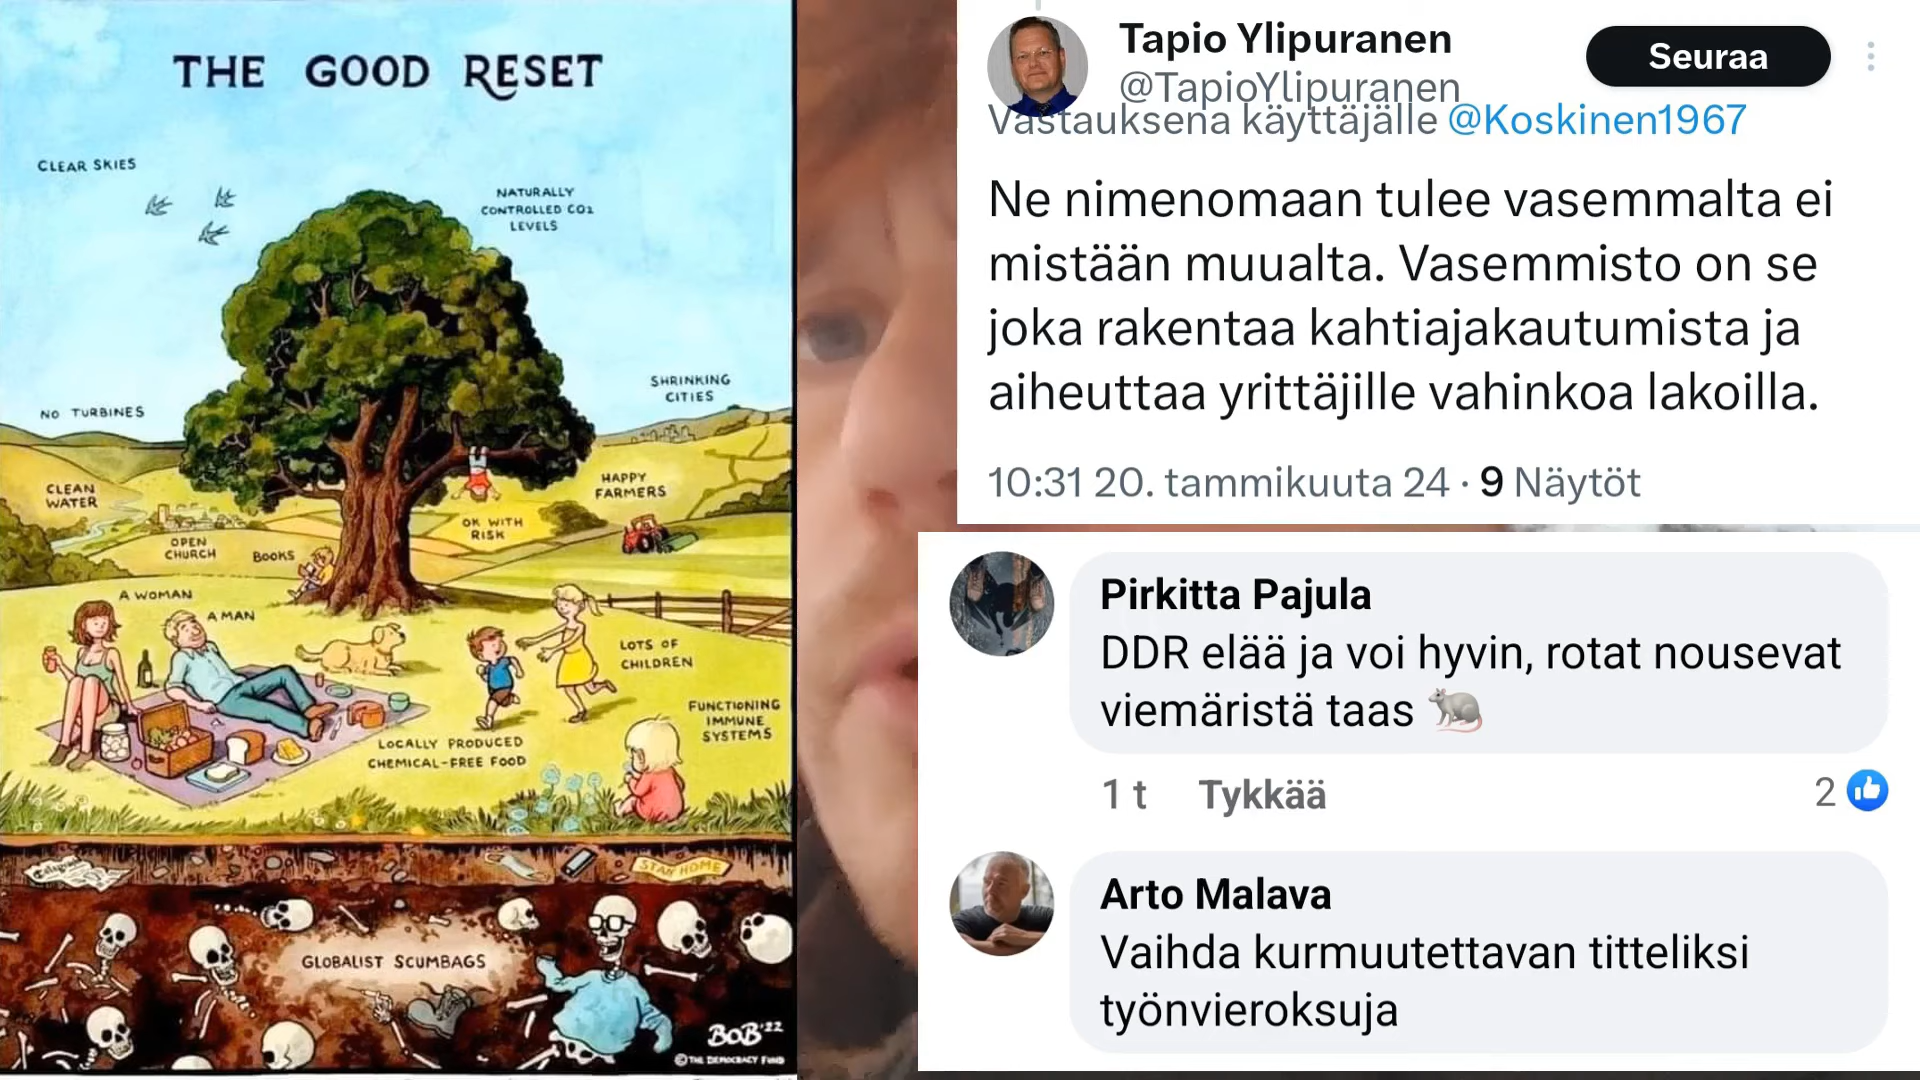 THE GOOD RESET
CLEAR SKIES
NATURALLY
CONTROLLED CO2
LEVELS
SHRINKING
CITIES
NO TURBINES
CLEAN
WATER
HAPPY
FARMERS
OK WITH
RISK
OPEN
CHURCH
BOOKS
A WOMAN
A MAN
LOTS OF
CHILDREN
FUNCTIONING
IMMUNE
SYSTEMS
LOCALLY PRODUCED
CHEMICAL-FREE FOOD
STAY HOME
GLOBALIST SCUMBAGS
BOB '22
© THE DEMOCRACY FUND
Tapio Ylipuranen
@TapioYlipuranen
Seuraa
Vastauksena käyttäjälle @Koskinen1967
Ne nimenomaan tulee vasemmalta ei
mistään muualta. Vasemmisto on se
joka rakentaa kahtiajakautumista ja
aiheuttaa yrittäjille vahinkoa lakoilla.
10:31 20. tammikuuta 24 · 9 Näytöt
Pirkitta Pajula
DDR elää ja voi hyvin, rotat nousevat
viemäristä taas 🐀
1 t Tykkää 2
Arto Malava
Vaihda kurmuutettavan titteliksi
työnvieroksuja